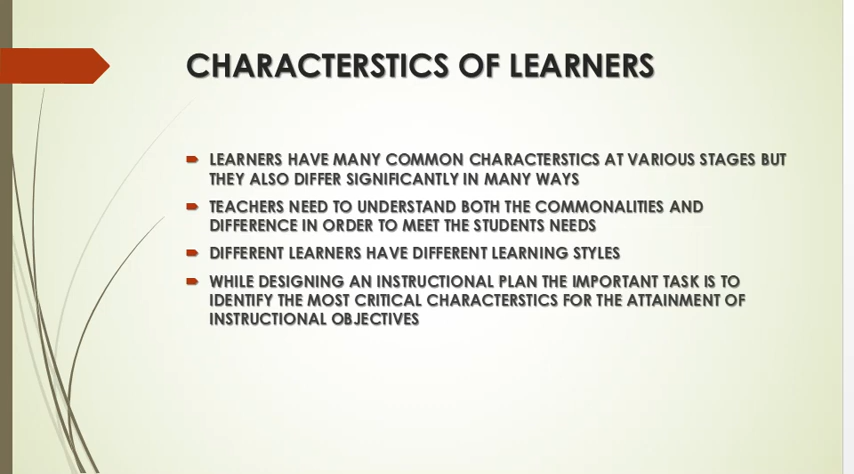 CHARACTERSTICS OF LEARNERS
LEARNERS HAVE MANY COMMON CHARACTERSTICS AT VARIOUS STAGES BUT
THEY ALSO DIFFER SIGNIFICANTLY IN MANY WAYS
TEACHERS NEED TO UNDERSTAND BOTH THE COMMONALITIES AND
DIFFERENCE IN ORDER TO MEET THE STUDENTS NEEDS
DIFFERENT LEARNERS HAVE DIFFERENT LEARNING STYLES
WHILE DESIGNING AN INSTRUCTIONAL PLAN THE IMPORTANT TASK IS TO
IDENTIFY THE MOST CRITICAL CHARACTERSTICS FOR THE ATTAINMENT OF
INSTRUCTIONAL OBJECTIVES